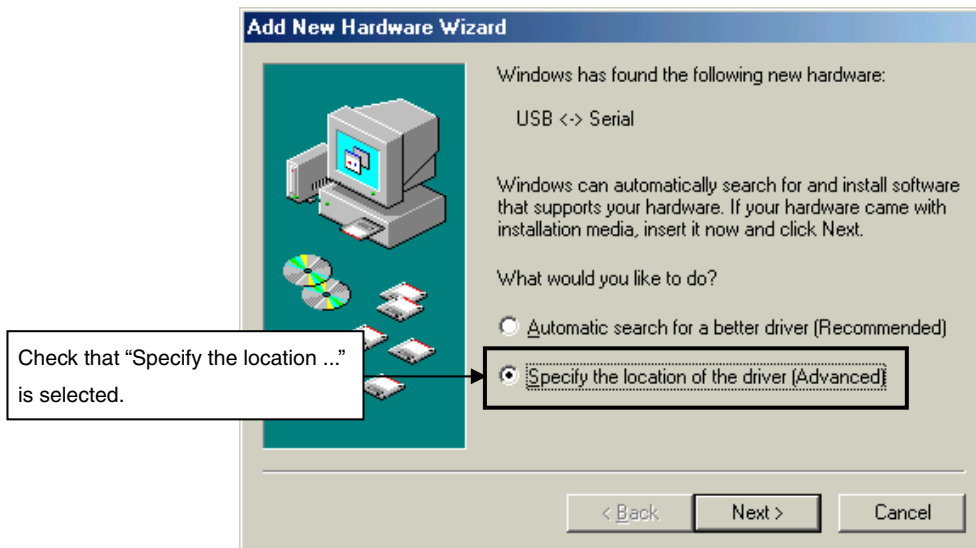 Add New Hardware Wizard
Windows has found the following new hardware:
USB <-> Serial
Windows can automatically search for and install software
that supports your hardware. If your hardware came with
installation media, insert it now and click Next.
What would you like to do?
Automatic search for a better driver (Recommended)
Specify the location of the driver (Advanced)
Check that “Specify the location ...”
is selected.
< Back
Next >
Cancel